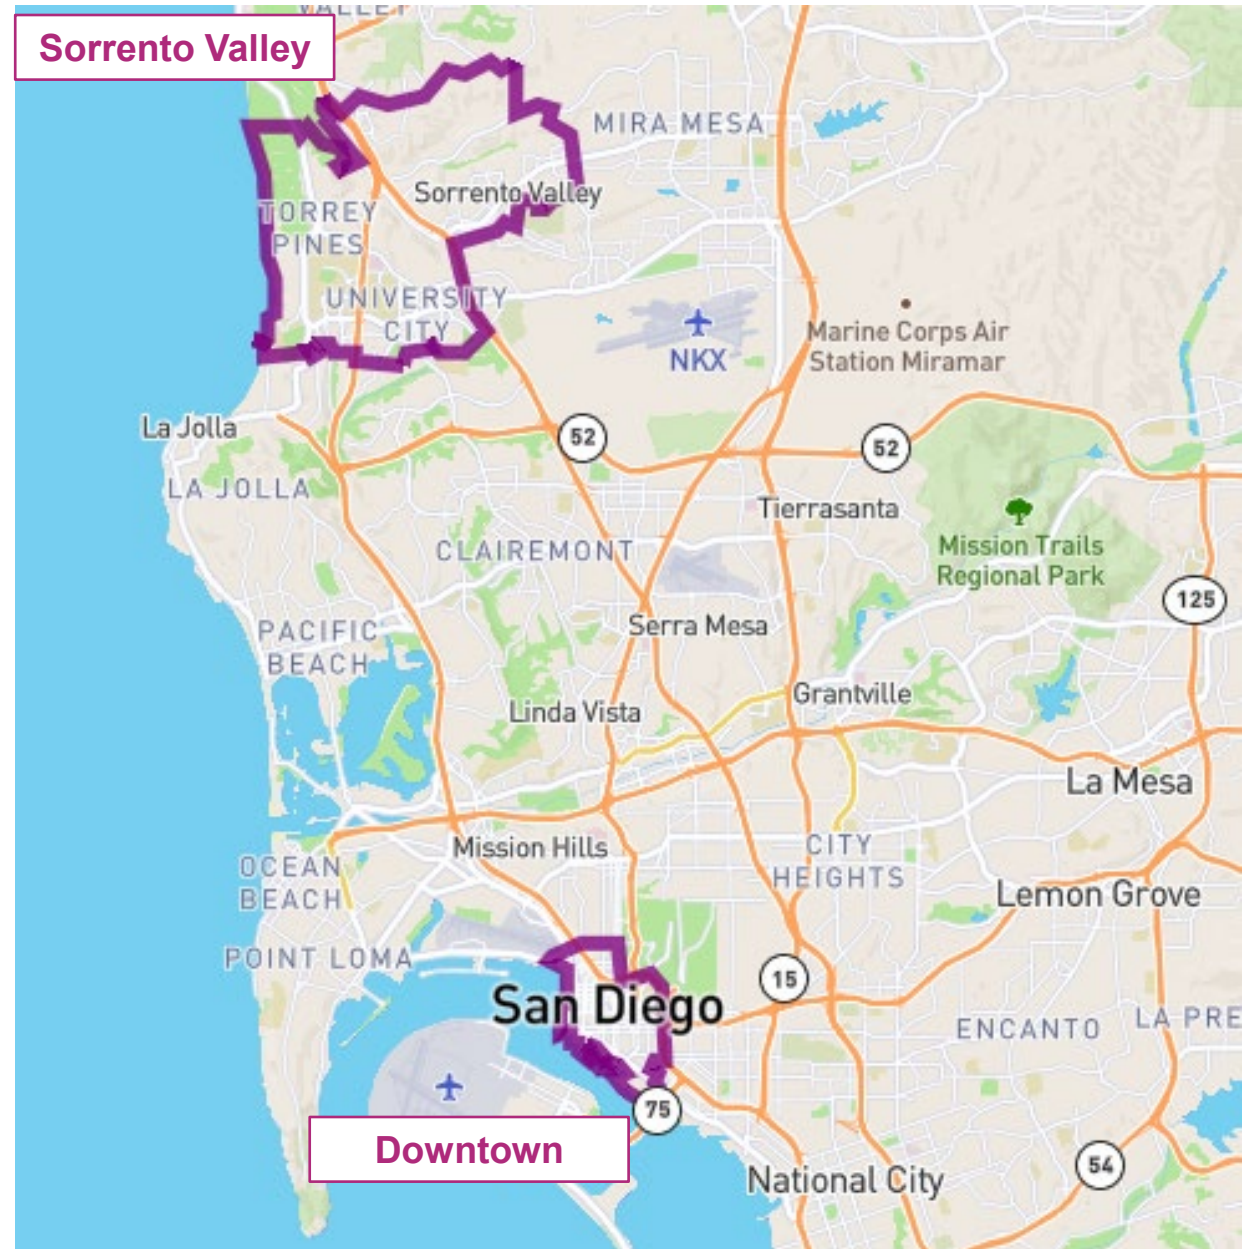 VALLEY
Sorrento Valley
MIRA MESA
Sorrento Valley
TORREY
PINES
UNIVERSITY
CITY
Marine Corps Air
Station Miramar
NKX
La Jolla
52
52
LA JOLLA
Tierrasanta
CLAIREMONT
Mission Trails
Regional Park
125
PACIFIC
BEACH
Serra Mesa
Grantville
Linda Vista
La Mesa
Mission Hills
CITY
HEIGHTS
OCEAN
BEACH
Lemon Grove
POINT LOMA
15
San Diego
ENCANTO
LA PRE
75
Downtown
National City
54